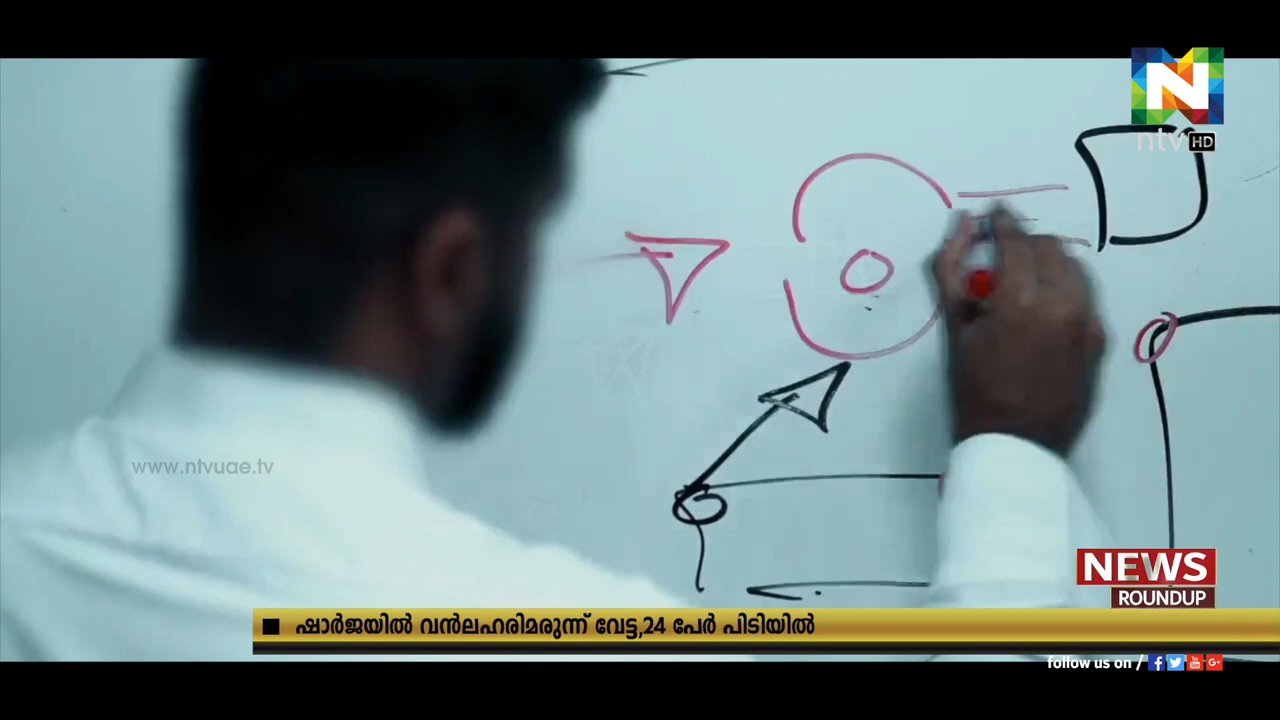 N
ntv HD
www.ntvuae.tv
NEWS
ROUNDUP
ഷാർജയിൽ വൻലഹരിമരുന്ന് വേട്ട,24 പേർ പിടിയിൽ
follow us on /